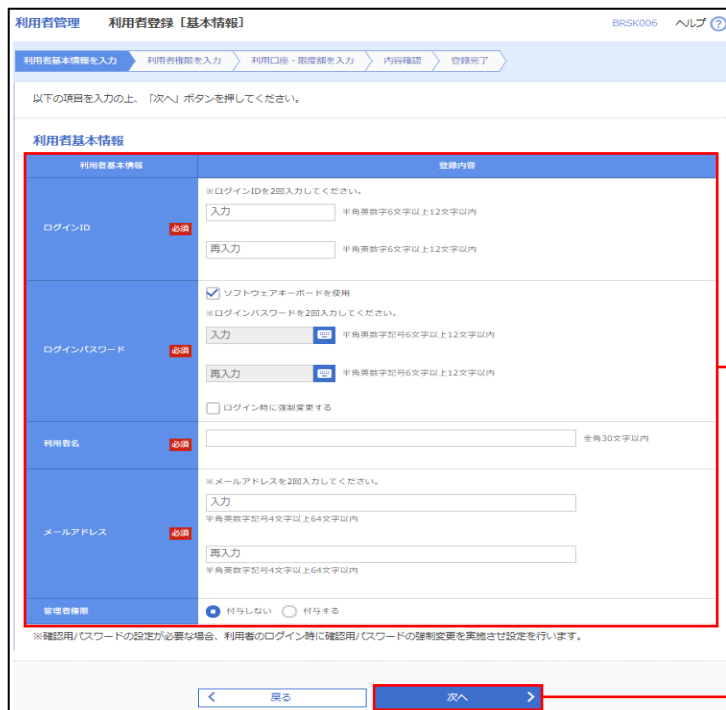 利用者管理 利用者登録［基本情報］ BRSK006 ヘルプ ?
利用者基本情報を入力 利用者権限を入力 利用口座・限度額を入力 内容確認 登録完了
以下の項目を入力の上、「次へ」ボタンを押してください。
利用者基本情報
利用者基本情報 登録内容
ログインID 必須
※ログインIDを2回入力してください。
入力 半角英数字6文字以上12文字以内
再入力 半角英数字6文字以上12文字以内
ログインパスワード 必須
ソフトウェアキーボードを使用
※ログインパスワードを2回入力してください。
入力 半角英数字記号6文字以上12文字以内
再入力 半角英数字記号6文字以上12文字以内
ログイン時に強制変更する
利用者名 必須 全角30文字以内
メールアドレス 必須
※メールアドレスを2回入力してください。
入力
半角英数字記号4文字以上64文字以内
再入力
半角英数字記号4文字以上64文字以内
管理者権限 付与しない 付与する
※確認用パスワードの設定が必要な場合、利用者のログイン時に確認用パスワードの強制変更を実施させ設定を行います。
戻る 次へ